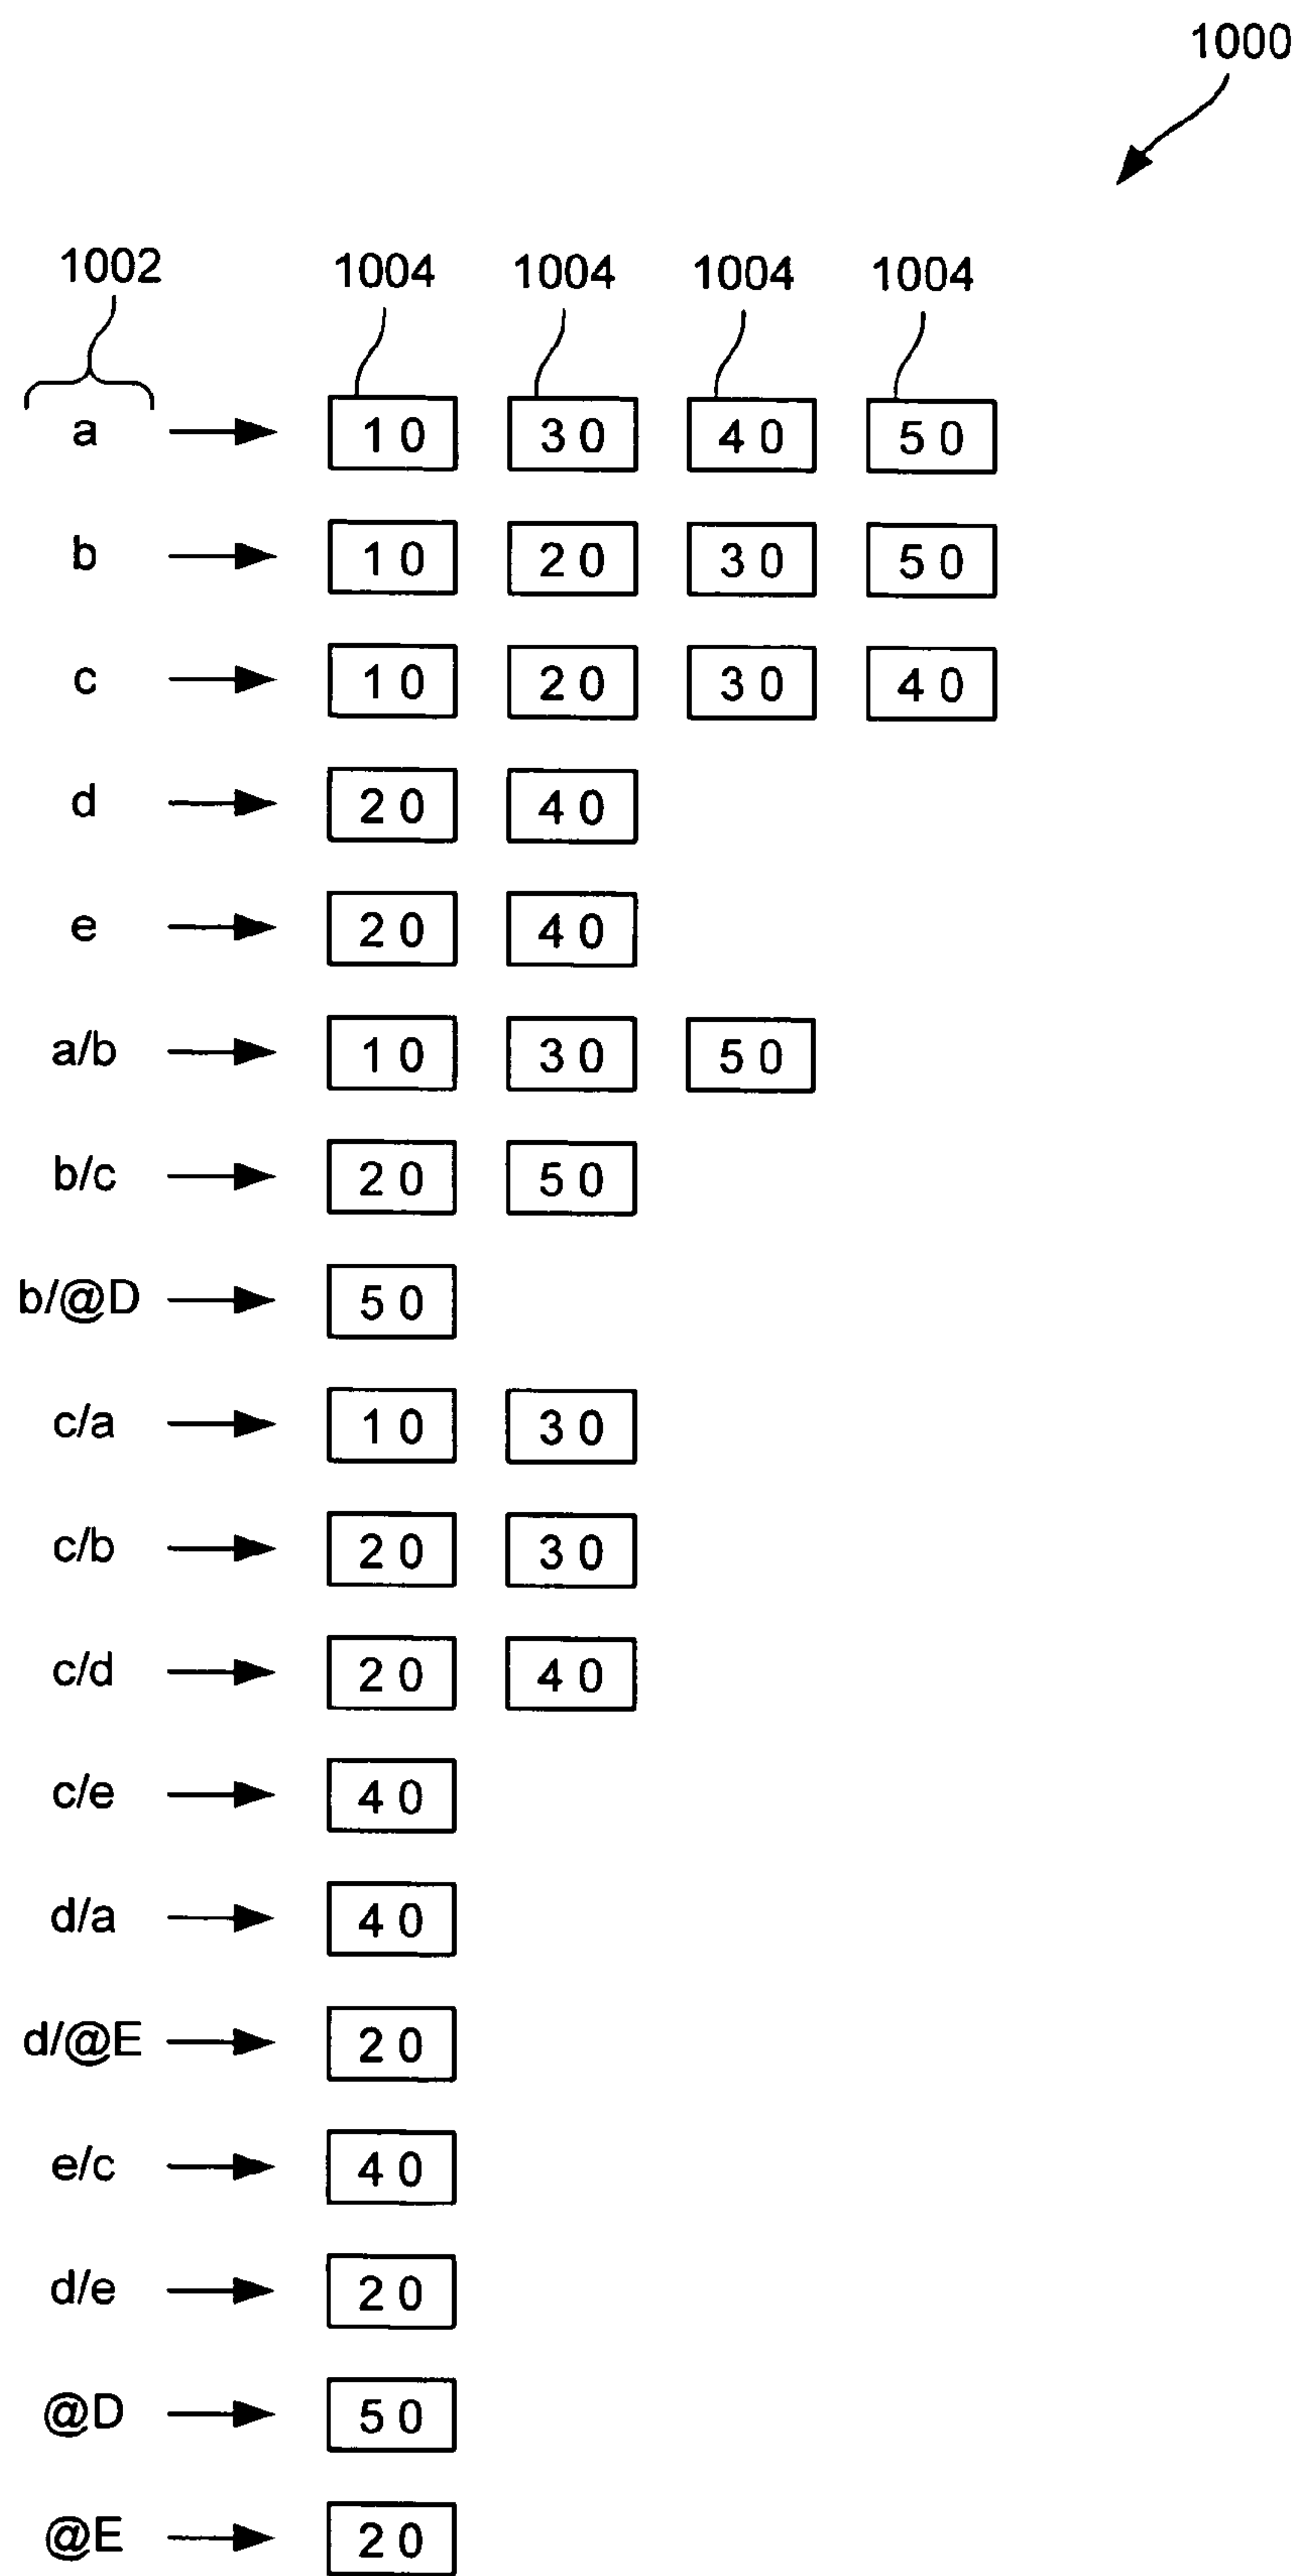 1000
1002 1004 1004 1004 1004
a 10 30 40 50
b 10 20 30 50
c 10 20 30 40
d 20 40
e 20 40
a/b 10 30 50
b/c 20 50
b/@D 50
c/a 10 30
c/b 20 30
c/d 20 40
c/e 40
d/a 40
d/@E 20
e/c 40
d/e 20
@D 50
@E 20